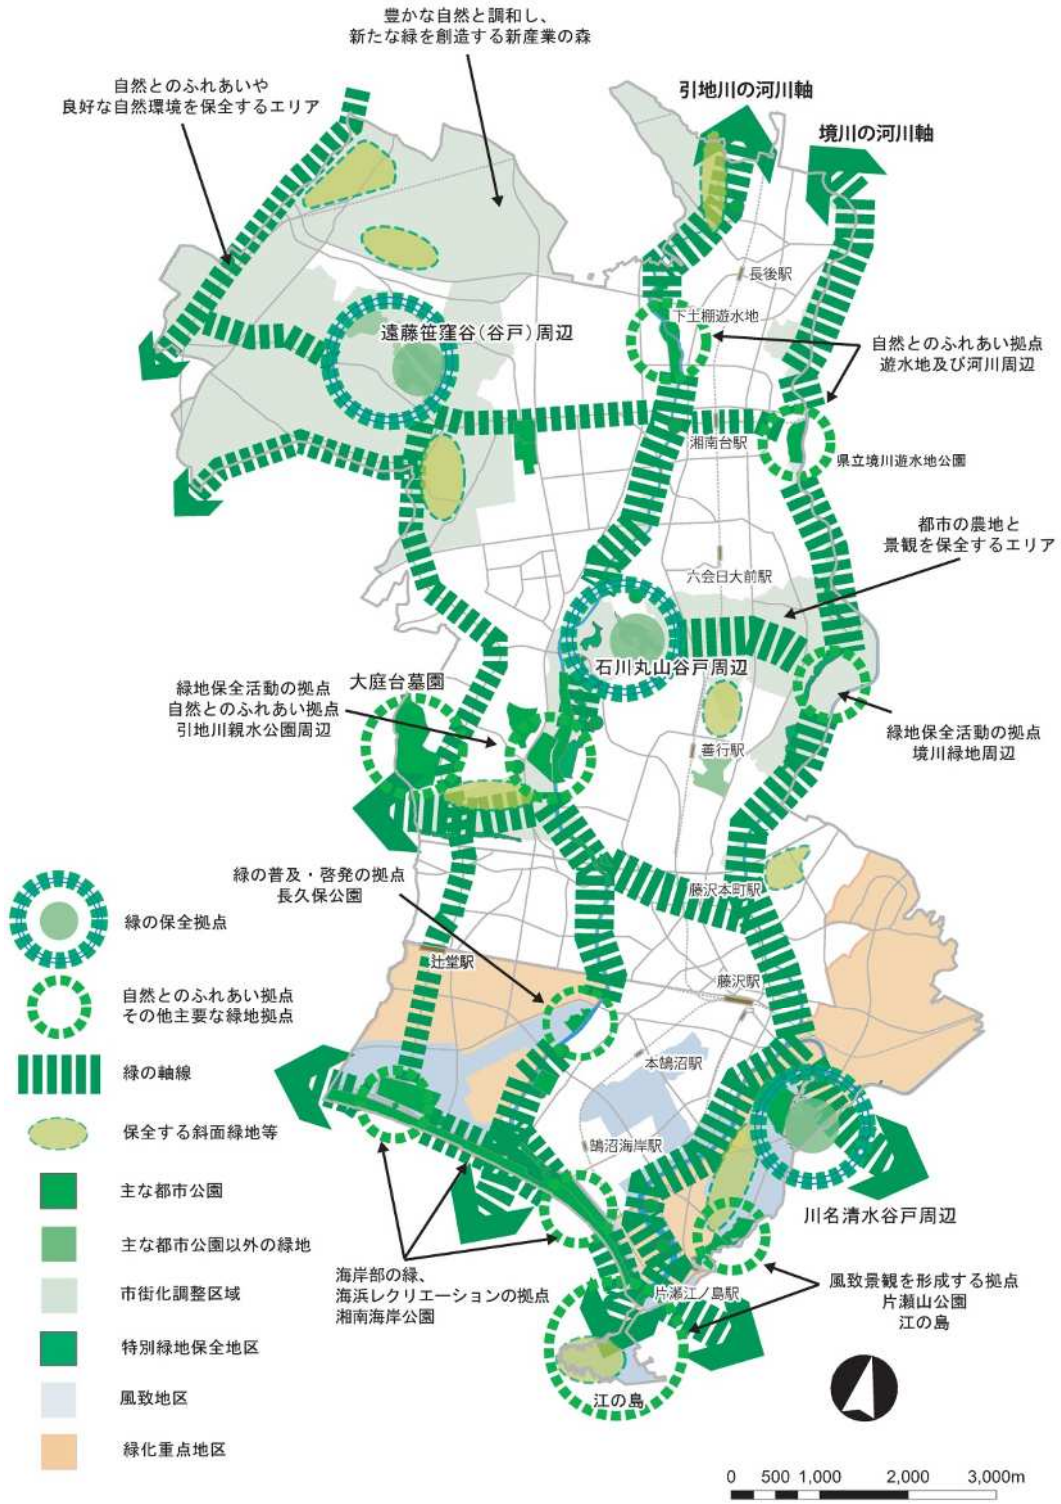 豊かな自然と調和し、
新たな緑を創造する新産業の森
自然とのふれあいや
良好な自然環境を保全するエリア
引地川の河川軸
境川の河川軸
長後駅
下土棚遊水地
遠藤笹窪谷(谷戸)周辺
自然とのふれあい拠点
遊水地及び河川周辺
湘南台駅
県立境川遊水地公園
都市の農地と
景観を保全するエリア
六会日大前駅
石川丸山谷戸周辺
大庭台墓園
緑地保全活動の拠点
自然とのふれあい拠点
引地川親水公園周辺
緑地保全活動の拠点
境川緑地周辺
善行駅
緑の普及・啓発の拠点
長久保公園
藤沢本町駅
辻堂駅
藤沢駅
本鵠沼駅
鵠沼海岸駅
川名清水谷戸周辺
海岸部の緑、
海浜レクリエーションの拠点
湘南海岸公園
片瀬江ノ島駅
風致景観を形成する拠点
片瀬山公園
江の島
江の島
緑の保全拠点
自然とのふれあい拠点
その他主要な緑地拠点
緑の軸線
保全する斜面緑地等
主な都市公園
主な都市公園以外の緑地
市街化調整区域
特別緑地保全地区
風致地区
緑化重点地区
0 500 1,000 2,000 3,000m